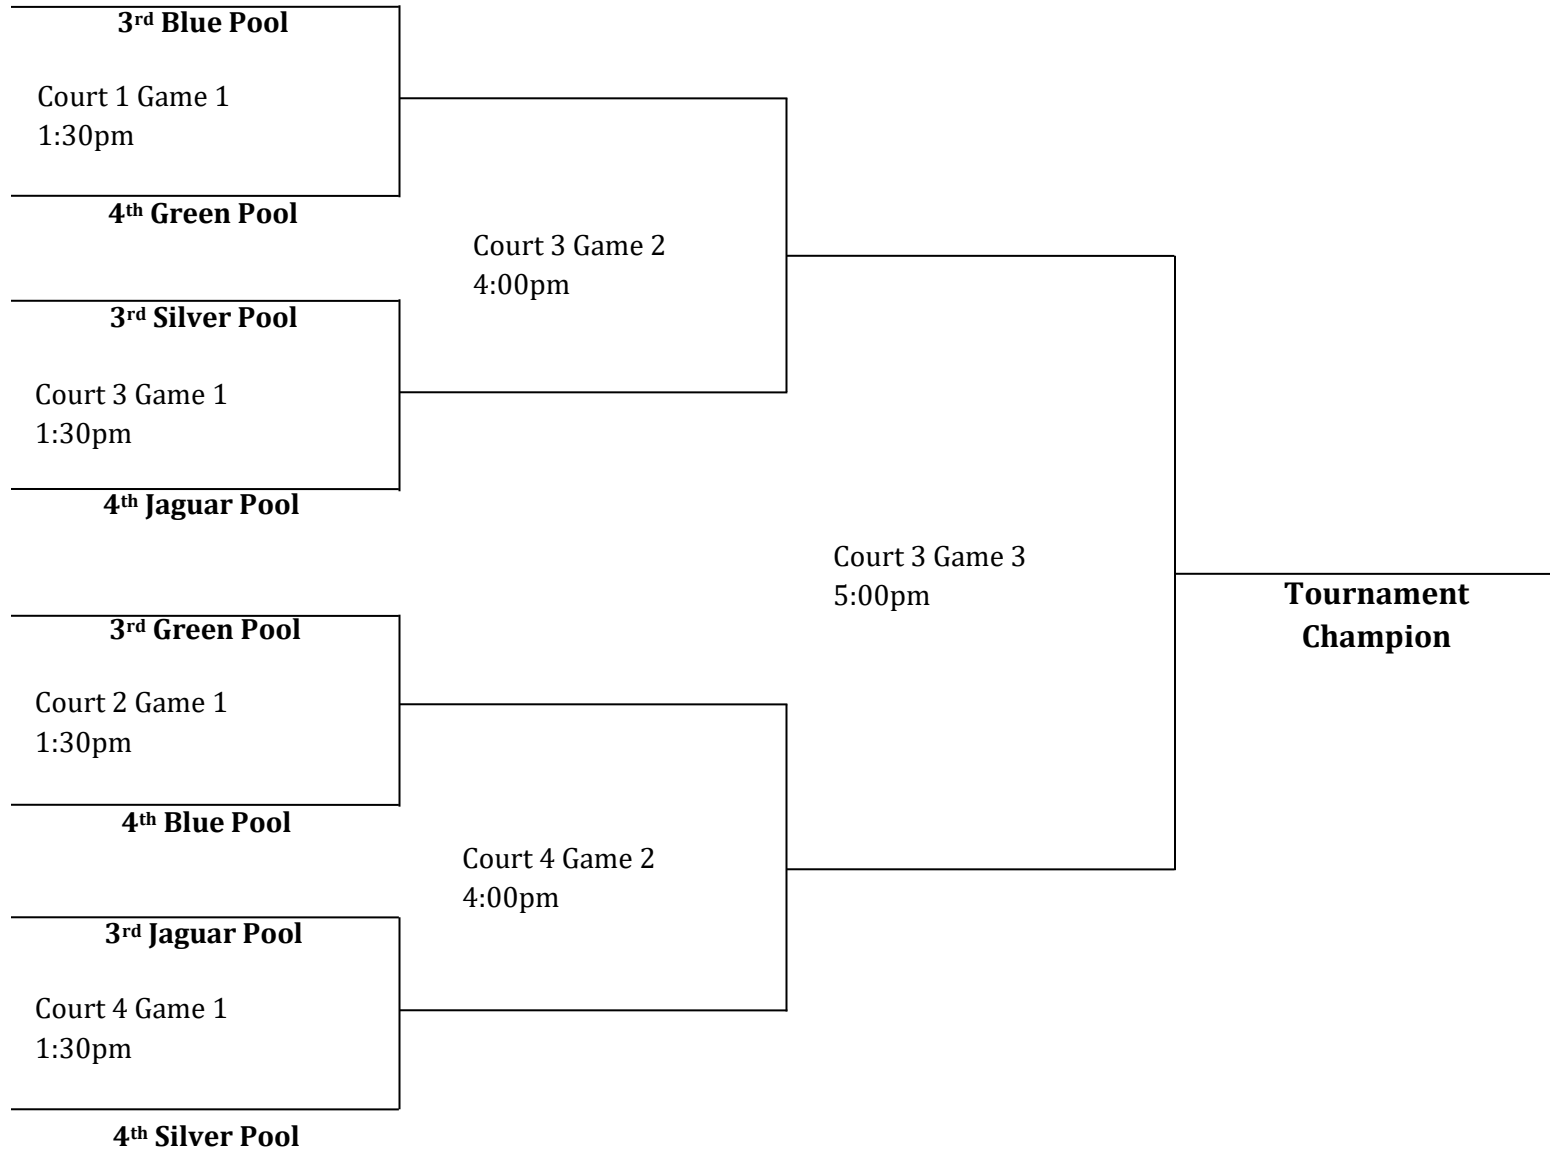 3rd Blue Pool
Court 1 Game 1
1:30pm
4th Green Pool
Court 3 Game 2
4:00pm
3rd Silver Pool
Court 3 Game 1
1:30pm
4th Jaguar Pool
Court 3 Game 3
5:00pm
Tournament
Champion
3rd Green Pool
Court 2 Game 1
1:30pm
4th Blue Pool
Court 4 Game 2
4:00pm
3rd Jaguar Pool
Court 4 Game 1
1:30pm
4th Silver Pool